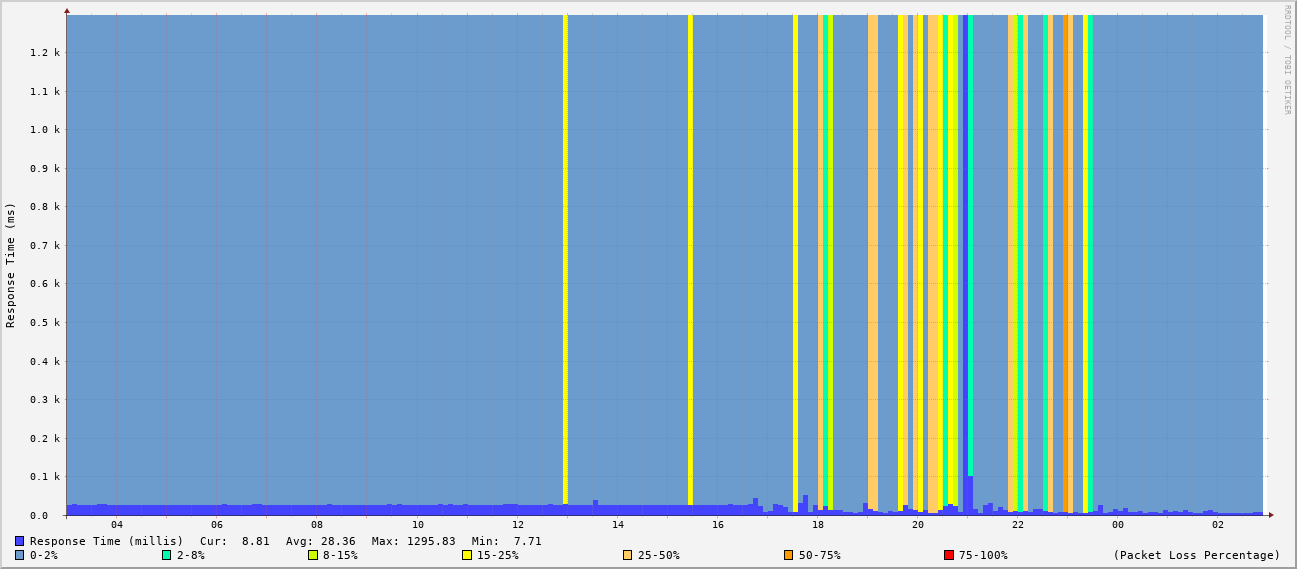 RRDTOOL / TOBI OETIKER
Response Time (ms)
1.2 k
1.1 k
1.0 k
0.9 k
0.8 k
0.7 k
0.6 k
0.5 k
0.4 k
0.3 k
0.2 k
0.1 k
0.0
04 06 08 10 12 14 16 18 20 22 00 02
Response Time (millis) Cur: 8.81 Avg: 28.36 Max: 1295.83 Min: 7.71
0-2% 2-8% 8-15% 15-25% 25-50% 50-75% 75-100% (Packet Loss Percentage)